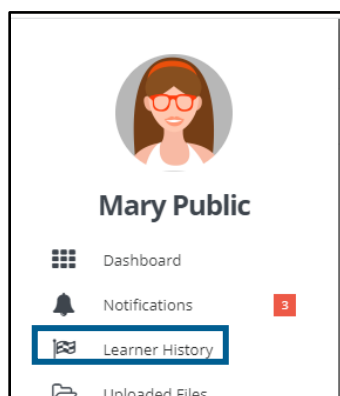 Mary Public
Dashboard
Notifications 3
Learner History
Uploaded Files